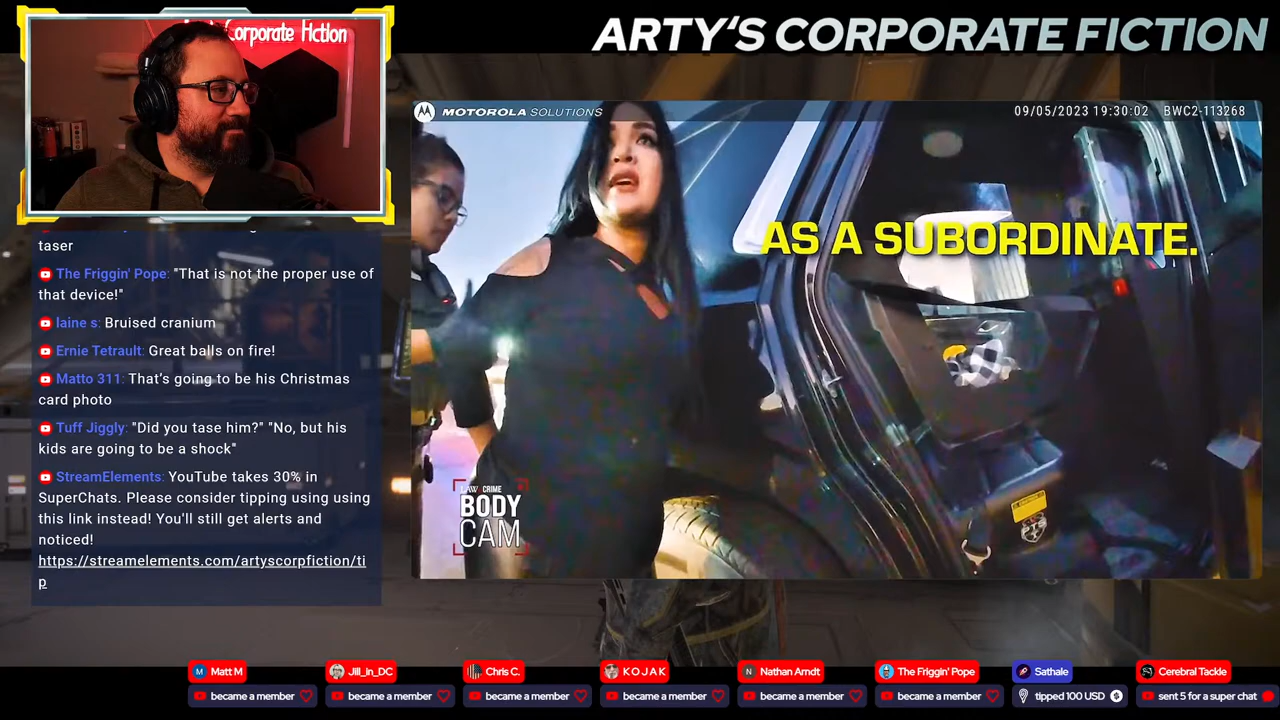 Corporate Fiction
ARTY'S CORPORATE FICTION
MOTOROLA SOLUTIONS
09/05/2023 19:30:02 BWC2-113268
AS A SUBORDINATE.
taser
The Friggin' Pope: "That is not the proper use of
that device!"
laine s: Bruised cranium
Ernie Tetrault: Great balls on fire!
Matto 311: That's going to be his Christmas
card photo
Tuff Jiggly: "Did you tase him?" "No, but his
kids are going to be a shock"
StreamElements: YouTube takes 30% in
SuperChats. Please consider tipping using using
this link instead! You'll still get alerts and
noticed!
https://streamelements.com/artyscorpfiction/ti
p
LAW CRIME
BODY
CAM
M Matt M
became a member
Jill_in_DC
became a member
Chris C.
became a member
K O J A K
became a member
N Nathan Arndt
became a member
The Friggin' Pope
became a member
Sathale
tipped 100 USD
Cerebral Tackle
sent 5 for a super chat